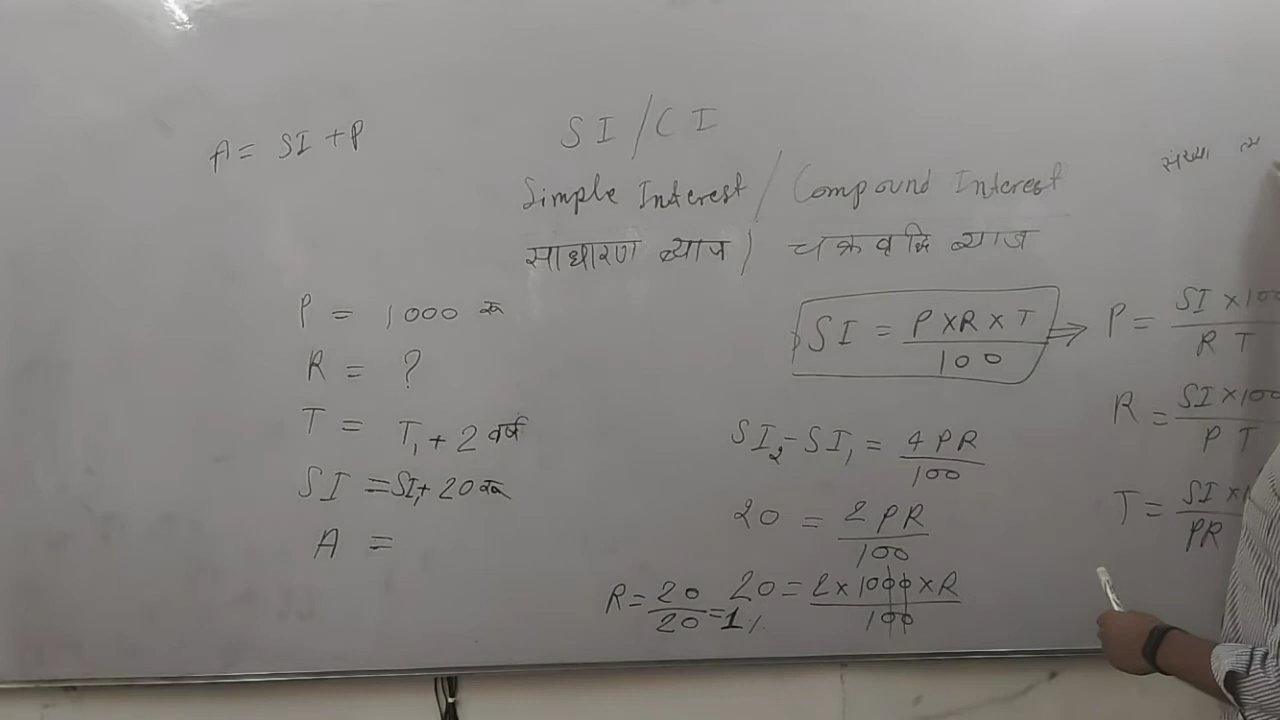 A = SI + P
SI / CI
Simple Interest / Compound Interest
साधारण ब्याज / चक्रवृद्धि ब्याज
संख्या
P = 1000 रू
R = ?
T = T₁ + 2 वर्ष
SI = SI₁ + 20 रू
A =
SI = P X R X T / 100 ⇒ P = SI X 100 / R T
R = SI X 100 / P T
T = SI X / PR
SI₂ - SI₁ = 4 PR / 100
20 = 2 PR / 100
20 = 2 x 1000 x R / 100
R = 20 / 20 = 1%